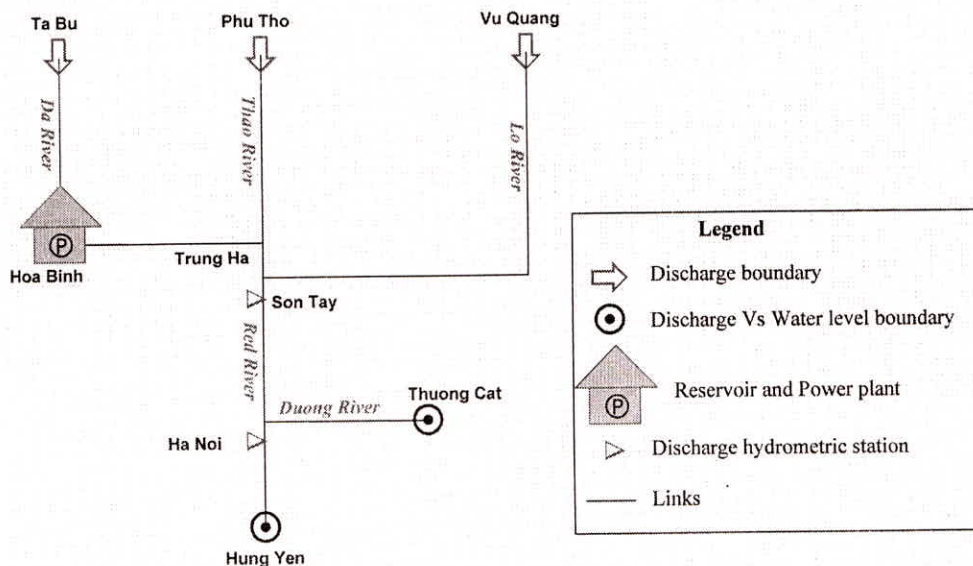 Ta Bu
Phu Tho
Vu Quang
Da River
Thao River
Lo River
P
Hoa Binh
Trung Ha
Son Tay
Red River
Duong River
Thuong Cat
Ha Noi
Hung Yen
Legend
Discharge boundary
Discharge Vs Water level boundary
P
Reservoir and Power plant
Discharge hydrometric station
Links